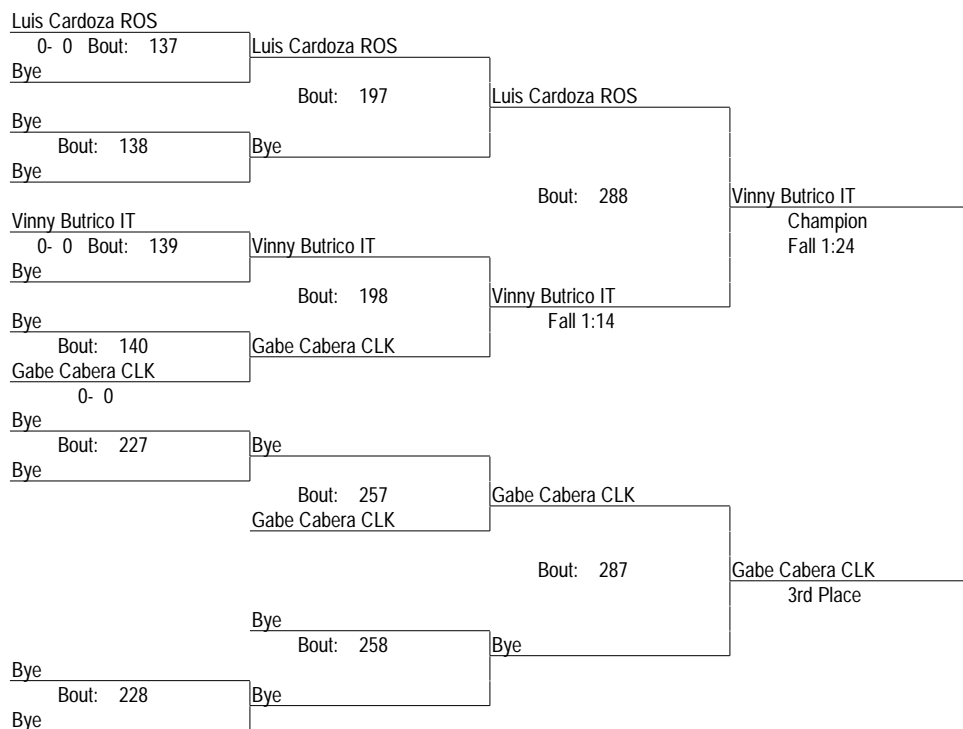 Luis Cardoza ROS
0- 0 Bout: 137 Luis Cardoza ROS
Bye
Bout: 197 Luis Cardoza ROS
Bye
Bout: 138 Bye
Bye
Bout: 288 Vinny Butrico IT
Vinny Butrico IT Champion
0- 0 Bout: 139 Vinny Butrico IT Fall 1:24
Bye
Bout: 198 Vinny Butrico IT
Bye Fall 1:14
Bout: 140 Gabe Cabera CLK
Gabe Cabera CLK
0- 0
Bye
Bout: 227 Bye
Bye
Bout: 257 Gabe Cabera CLK
Gabe Cabera CLK
Bout: 287 Gabe Cabera CLK
3rd Place
Bye
Bout: 258 Bye
Bye
Bout: 228 Bye
Bye